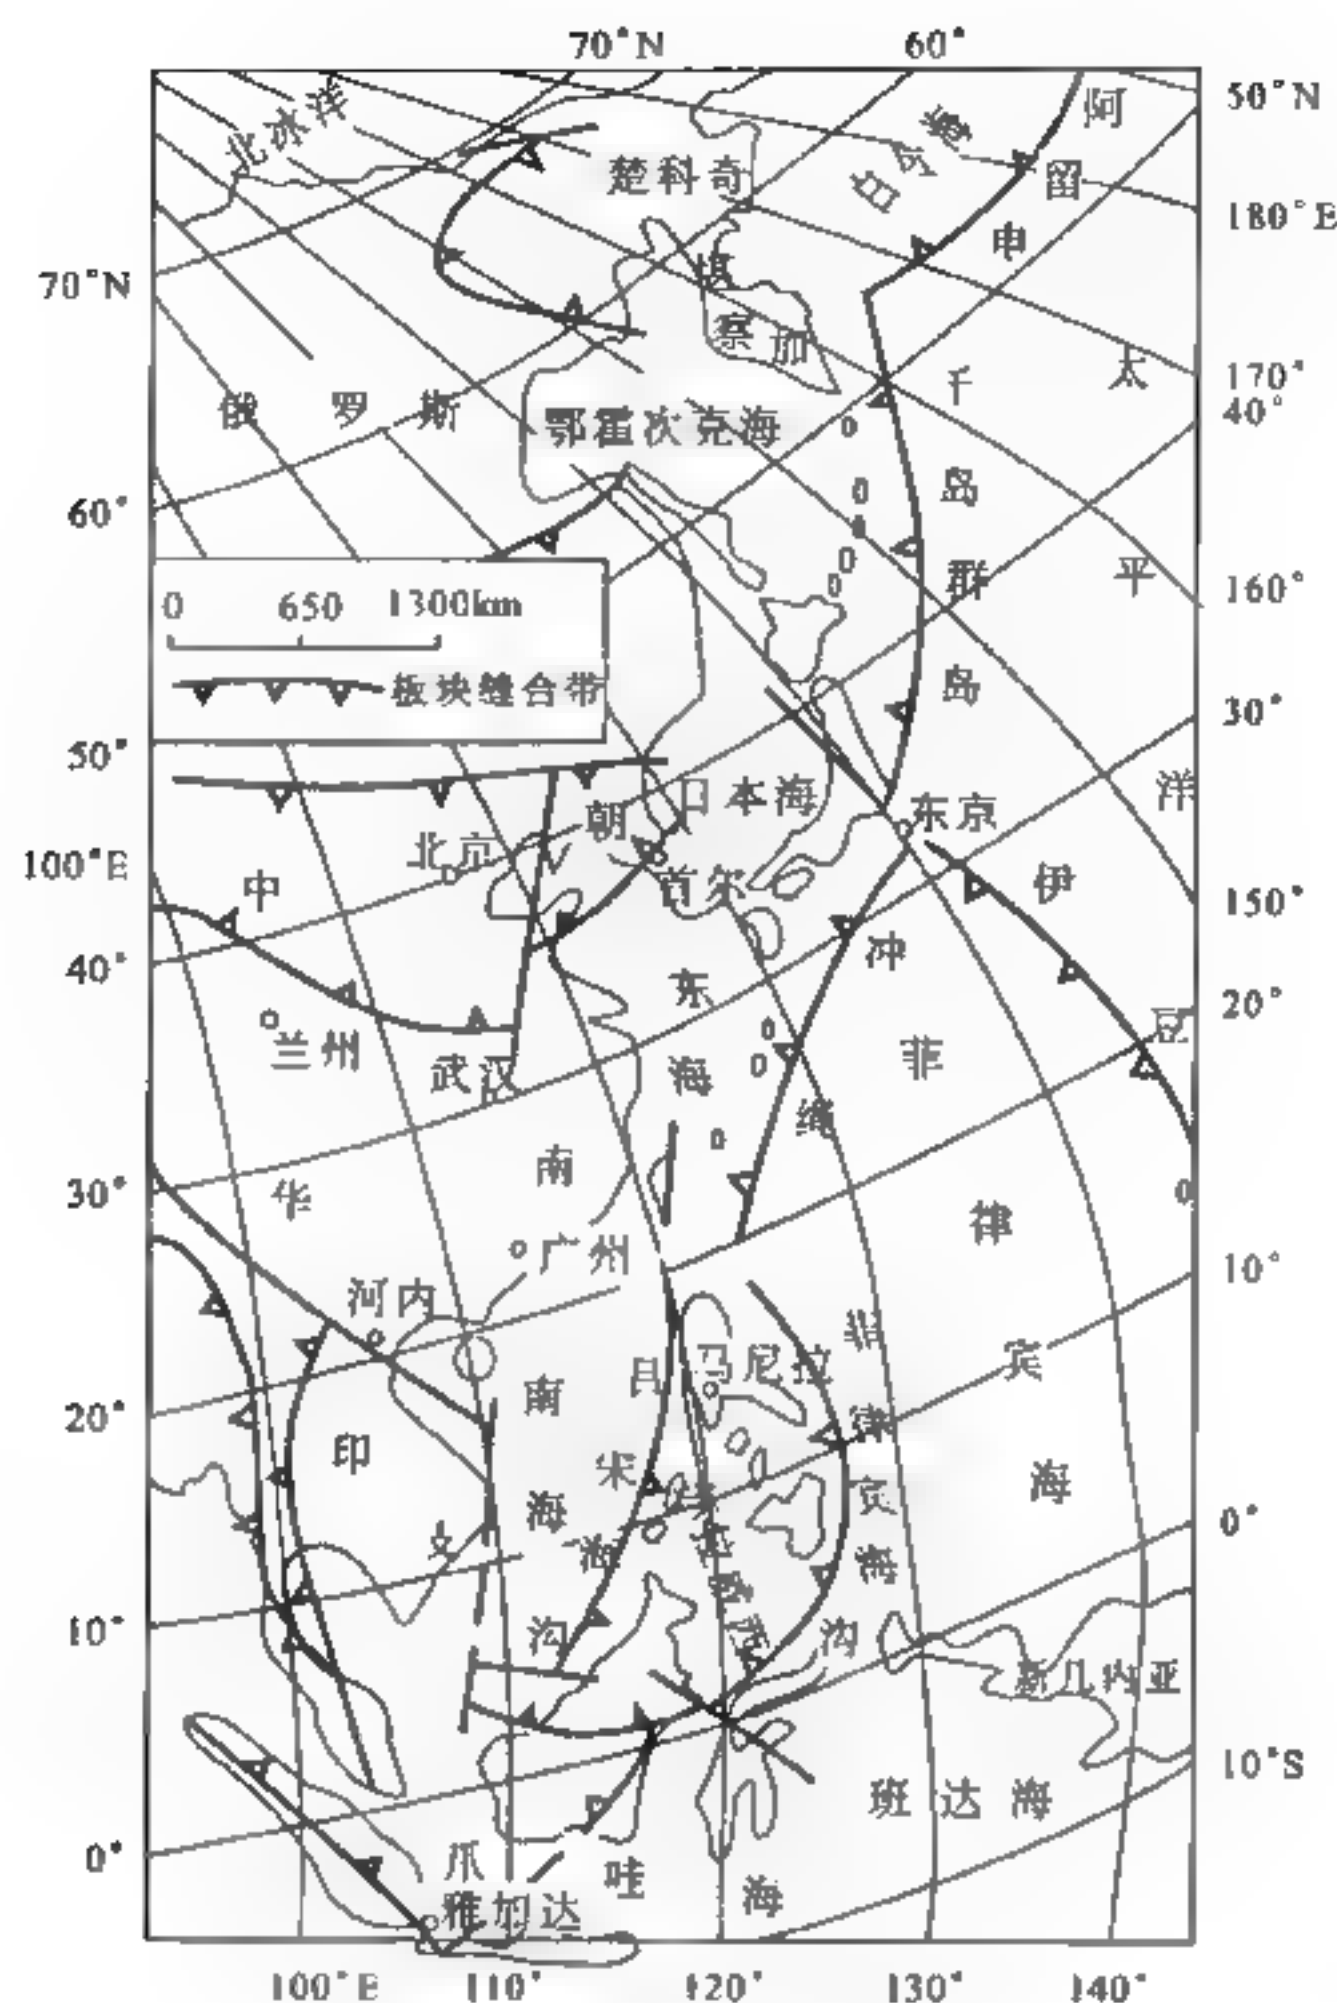 70°N 60°
50°N
北冰洋
楚科奇
白令海
阿
留
申
180°E
70°N
堪
察加
千
太
170°
俄罗斯
鄂霍次克海
40°
岛
60°
群
平
160°
0 650 1300km
板块缝合带
岛
30°
50°
日本海
洋
朝
东京
北京
100°E
中
首尔
伊
150°
冲
40°
东
20°
豆
兰州
武汉
海
菲
绳
南
30°
华
律
广州
10°
河内
吕
马尼拉
菲
宾
20°
南
律
印
宋
宾
海
海
0°
海
海
10°
沟
西
沟
新几内亚
10°S
班达海
0°
爪
哇
海
雅加达
100°E 110° 120° 130° 140°